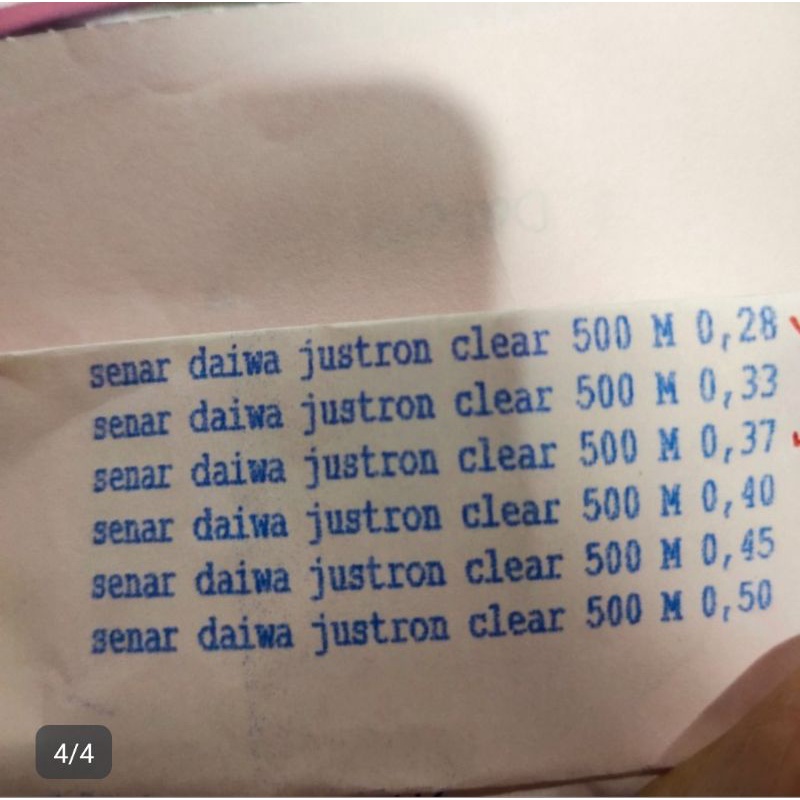 senar daiwa justron clear 500 M 0,28
senar daiwa justron clear 500 M 0,33
senar daiwa justron clear 500 M 0,37
senar daiwa justron clear 500 M 0,40
senar daiwa justron clear 500 M 0,45
senar daiwa justron clear 500 M 0,50
4/4